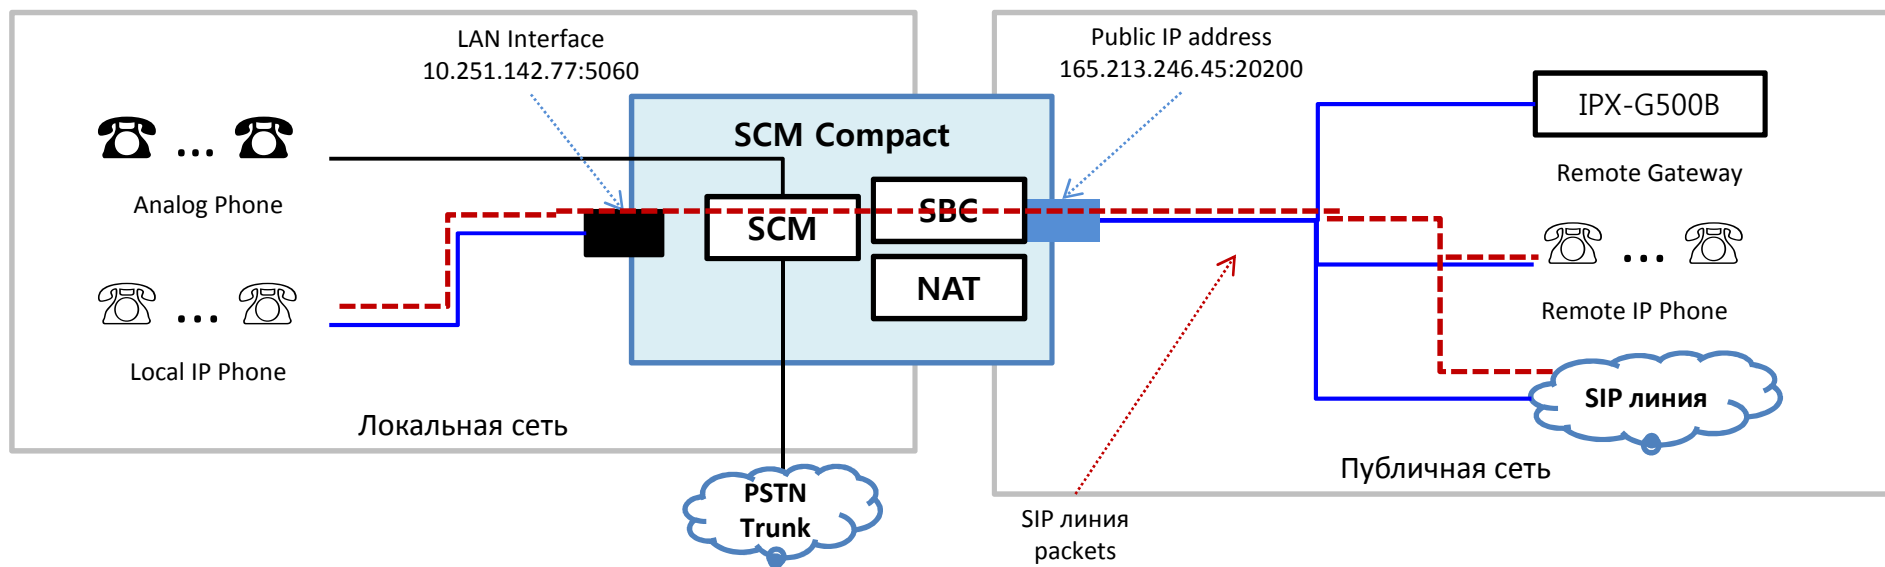 LAN Interface
10.251.142.77:5060
Public IP address
165.213.246.45:20200
IPX-G500B
Remote Gateway
SCM Compact
... 
Analog Phone
SCM
SBC
NAT
...
Local IP Phone
...
Remote IP Phone
SIP линия
Локальная сеть
Публичная сеть
PSTN
Trunk
SIP линия
packets